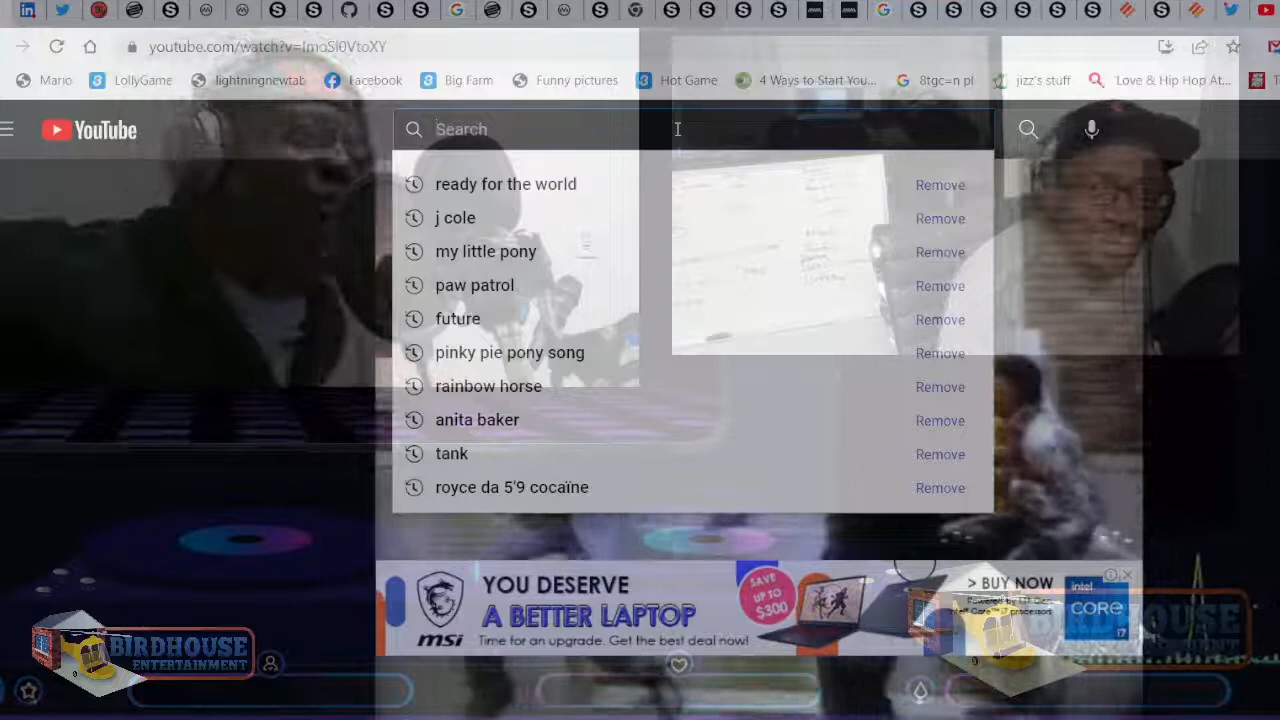 youtube.com/watch?v=ImoSl0VtoXY
Mario
LollyGame
lightningnewtab
Facebook
Big Farm
Funny pictures
Hot Game
4 Ways to Start You...
8tgc=n pl
jizz's stuff
'Love & Hip Hop At...
YouTube
Search
ready for the world Remove
j cole Remove
my little pony Remove
paw patrol Remove
future Remove
pinky pie pony song Remove
rainbow horse Remove
anita baker Remove
tank Remove
royce da 5'9 cocaïne Remove
YOU DESERVE
A BETTER LAPTOP
Time for an upgrade. Get the best deal now!
msi
SAVE
UP TO
$300
> BUY NOW
intel
CORE
i7
BIRDHOUSE
ENTERTAINMENT